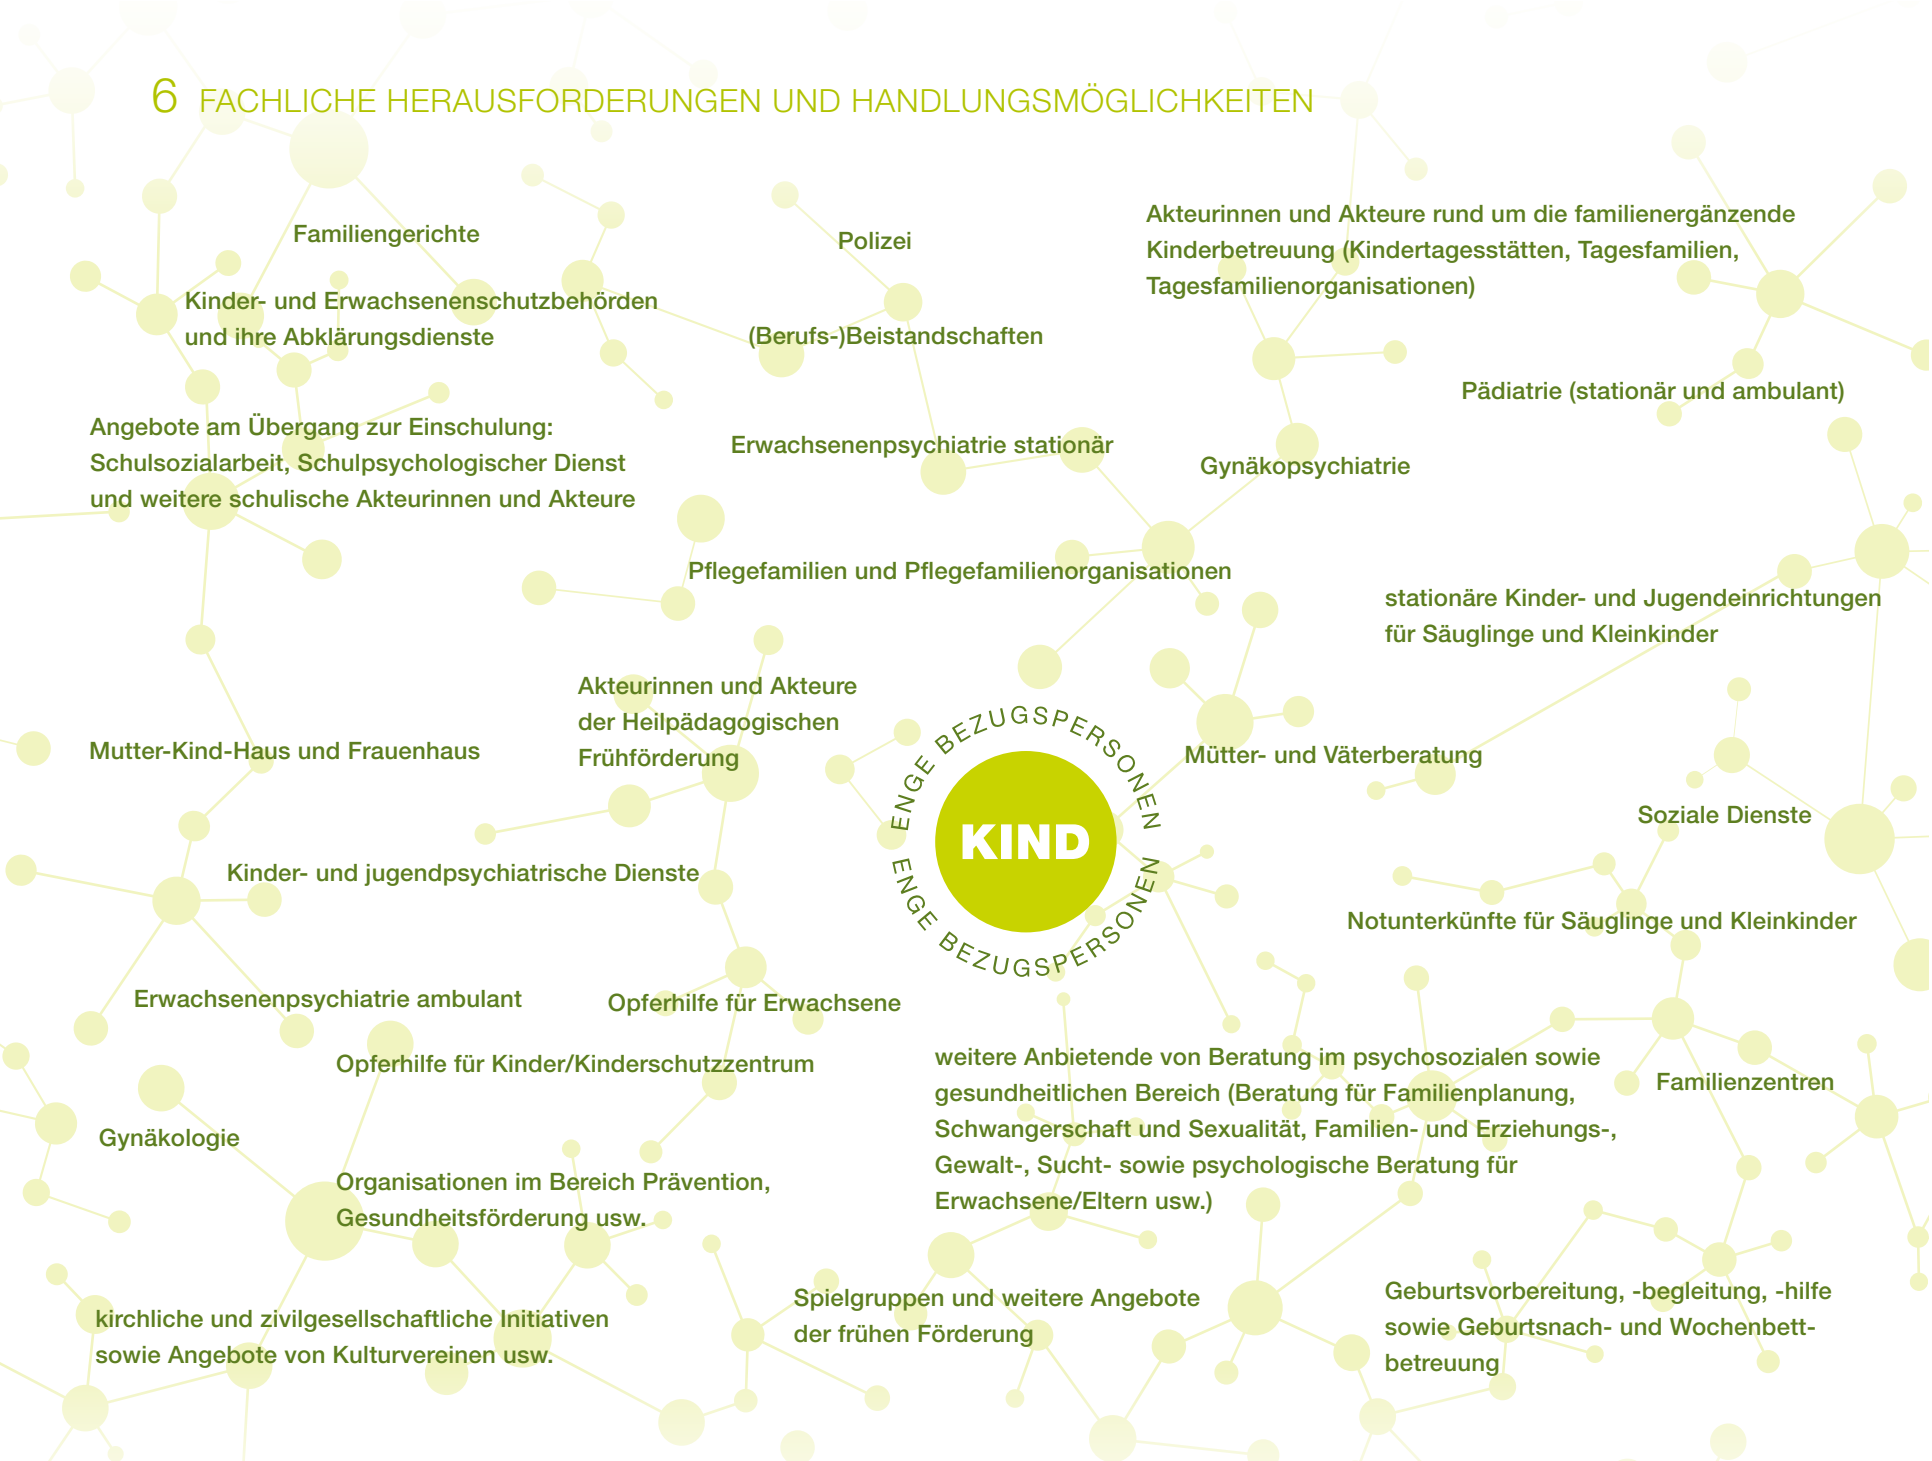 6 FACHLICHE HERAUSFORDERUNGEN UND HANDLUNGSMÖGLICHKEITEN
Familiengerichte
Polizei
Akteurinnen und Akteure rund um die familienergänzende
Kinderbetreuung (Kindertagesstätten, Tagesfamilien,
Tagesfamilienorganisationen)
Kinder- und Erwachsenenschutzbehörden
und ihre Abklärungsdienste
(Berufs-)Beistandschaften
Pädiatrie (stationär und ambulant)
Angebote am Übergang zur Einschulung:
Schulsozialarbeit, Schulpsychologischer Dienst
und weitere schulische Akteurinnen und Akteure
Erwachsenenpsychiatrie stationär
Gynäkopsychiatrie
Pflegefamilien und Pflegefamilienorganisationen
stationäre Kinder- und Jugendeinrichtungen
für Säuglinge und Kleinkinder
Akteurinnen und Akteure
der Heilpädagogischen
Frühförderung
Mutter-Kind-Haus und Frauenhaus
ENGE BEZUGSPERSONEN
KIND
ENGE BEZUGSPERSONEN
Mütter- und Väterberatung
Soziale Dienste
Kinder- und jugendpsychiatrische Dienste
Notunterkünfte für Säuglinge und Kleinkinder
Erwachsenenpsychiatrie ambulant
Opferhilfe für Erwachsene
Opferhilfe für Kinder/Kinderschutzzentrum
weitere Anbietende von Beratung im psychosozialen sowie
gesundheitlichen Bereich (Beratung für Familienplanung,
Schwangerschaft und Sexualität, Familien- und Erziehungs-,
Gewalt-, Sucht- sowie psychologische Beratung für
Erwachsene/Eltern usw.)
Familienzentren
Gynäkologie
Organisationen im Bereich Prävention,
Gesundheitsförderung usw.
kirchliche und zivilgesellschaftliche Initiativen
sowie Angebote von Kulturvereinen usw.
Spielgruppen und weitere Angebote
der frühen Förderung
Geburtsvorbereitung, -begleitung, -hilfe
sowie Geburtsnach- und Wochenbett-
betreuung